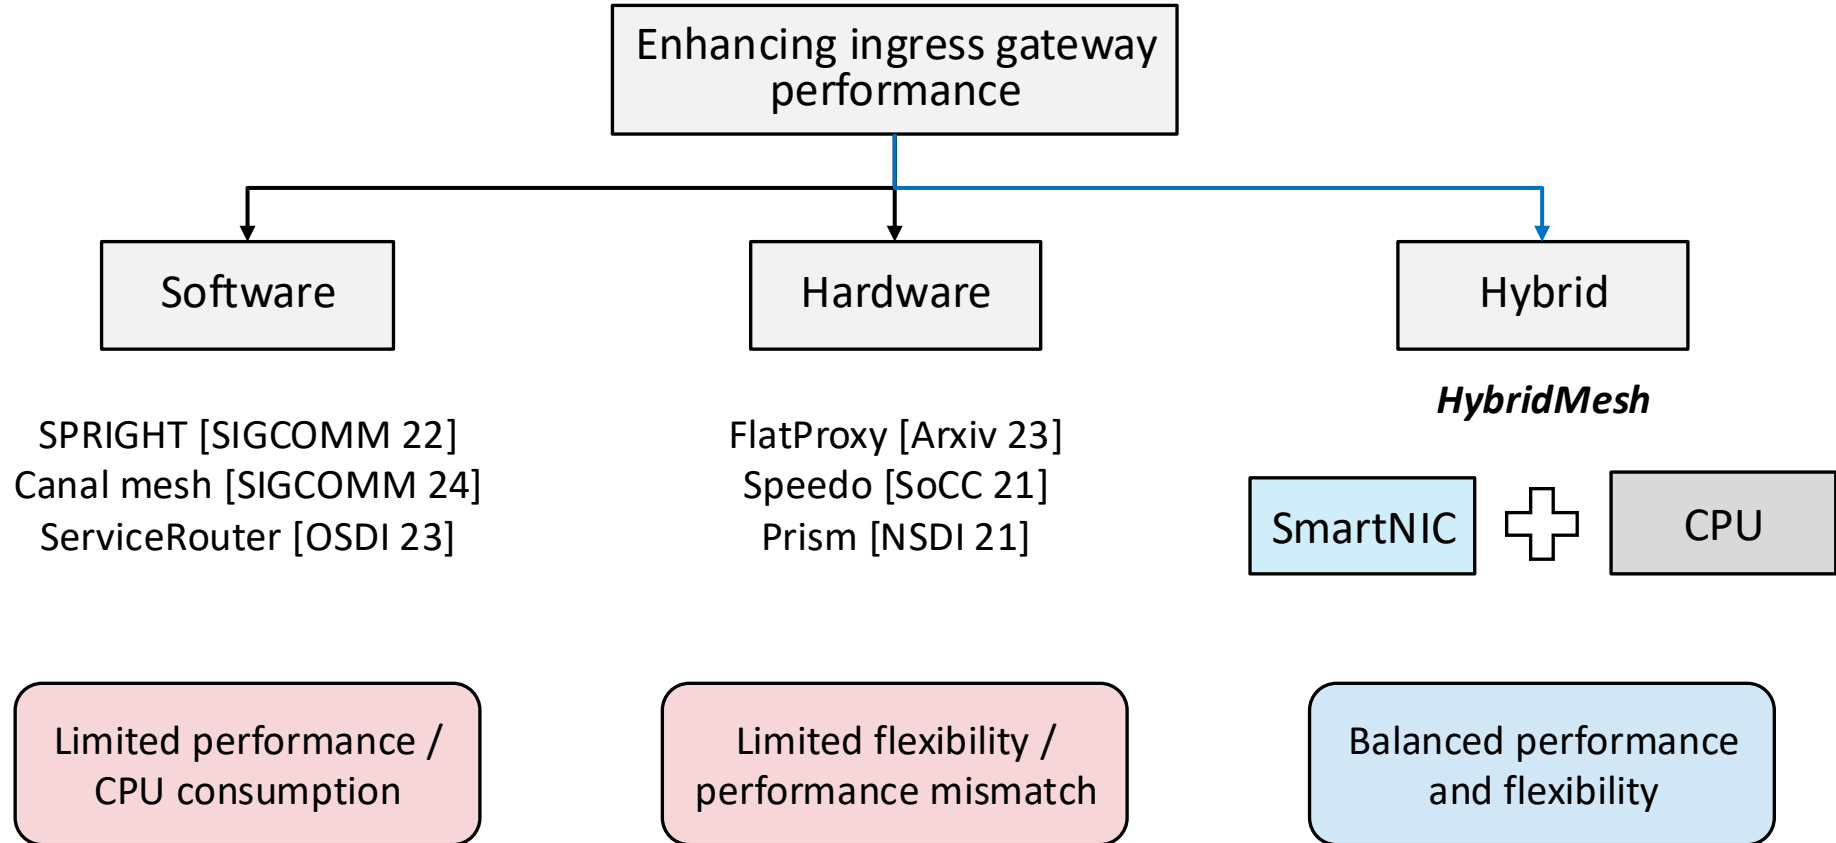 Enhancing ingress gateway
performance
Software
Hardware
Hybrid
SPRIGHT [SIGCOMM 22]
Canal mesh [SIGCOMM 24]
ServiceRouter [OSDI 23]
FlatProxy [Arxiv 23]
Speedo [SoCC 21]
Prism [NSDI 21]
HybridMesh
SmartNIC
CPU
Limited performance /
CPU consumption
Limited flexibility /
performance mismatch
Balanced performance
and flexibility